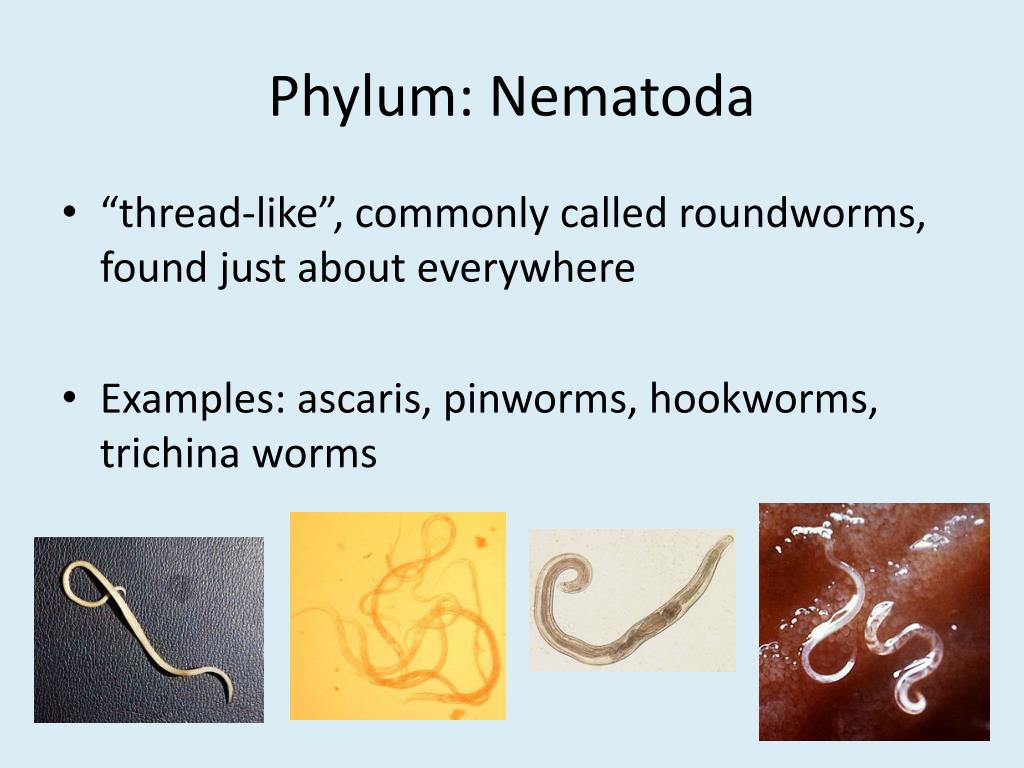 Phylum: Nematoda
• “thread-like”, commonly called roundworms,
found just about everywhere
• Examples: ascaris, pinworms, hookworms,
trichina worms